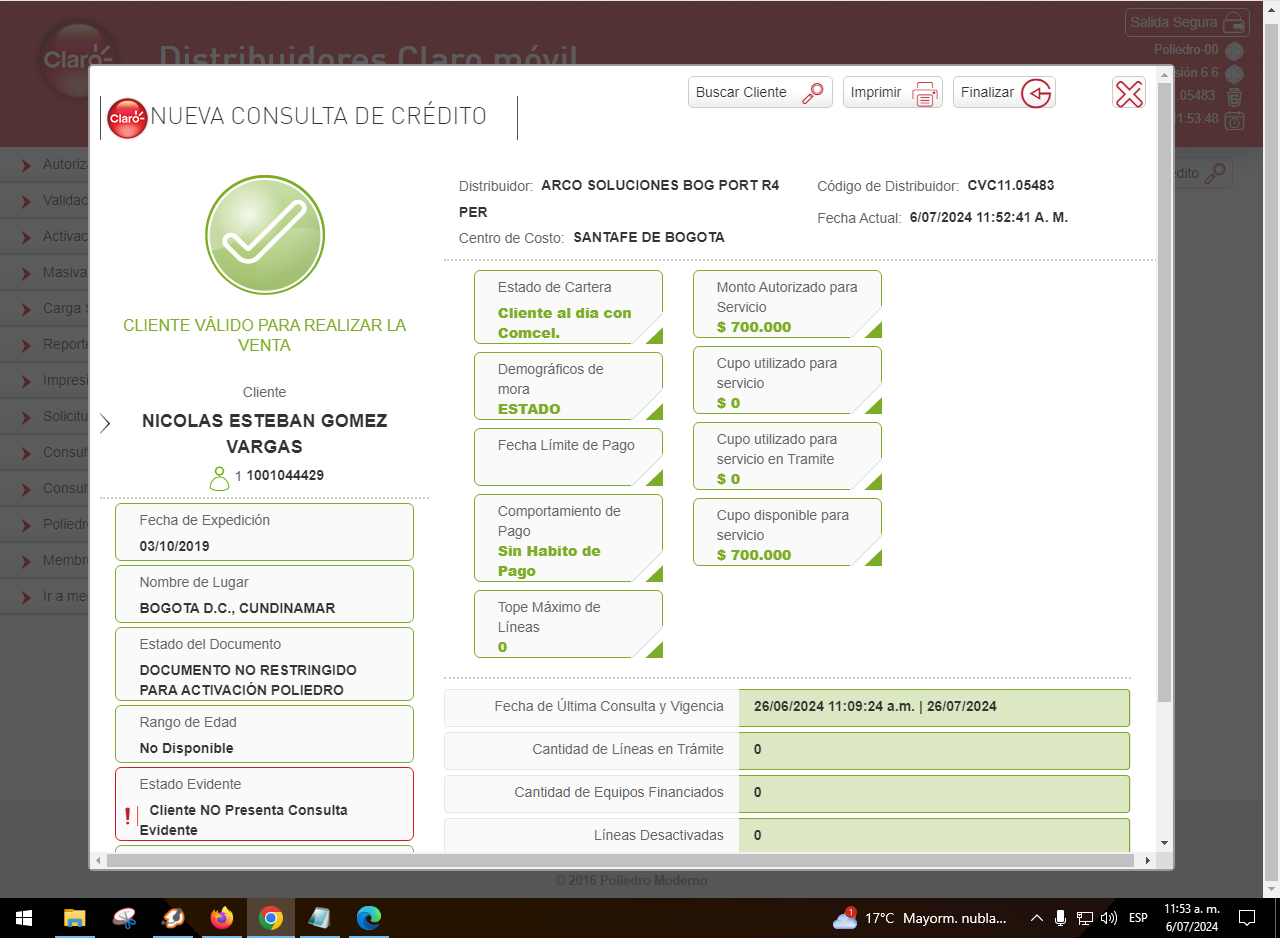 Claro
Distribuidores Claro móvil
Salida Segura
Poliedro-00
sión 6.6
.05483
1:53:48
Buscar Cliente
Imprimir
Finalizar
Claro
NUEVA CONSULTA DE CRÉDITO
Autoriz
Validac
Activac
Masiva
Carga S
Reporte
Impresi
Solicitu
Consul
Consul
Poliedr
Membr
Ir a me
édito
CLIENTE VÁLIDO PARA REALIZAR LA
VENTA
Cliente
NICOLAS ESTEBAN GOMEZ
VARGAS
1 1001044429
Fecha de Expedición
03/10/2019
Nombre de Lugar
BOGOTA D.C., CUNDINAMAR
Estado del Documento
DOCUMENTO NO RESTRINGIDO
PARA ACTIVACIÓN POLIEDRO
Rango de Edad
No Disponible
Estado Evidente
Cliente NO Presenta Consulta
Evidente
Distribuidor: ARCO SOLUCIONES BOG PORT R4
PER
Centro de Costo: SANTAFE DE BOGOTA
Código de Distribuidor: CVC11.05483
Fecha Actual: 6/07/2024 11:52:41 A. M.
Estado de Cartera
Cliente al dia con
Comcel.
Demográficos de
mora
ESTADO
Fecha Límite de Pago
Comportamiento de
Pago
Sin Habito de
Pago
Tope Máximo de
Líneas
0
Monto Autorizado para
Servicio
$ 700.000
Cupo utilizado para
servicio
$ 0
Cupo utilizado para
servicio en Tramite
$ 0
Cupo disponible para
servicio
$ 700.000
Fecha de Última Consulta y Vigencia 26/06/2024 11:09:24 a.m. | 26/07/2024
Cantidad de Líneas en Trámite 0
Cantidad de Equipos Financiados 0
Líneas Desactivadas 0
© 2016 Poliedro Moderno
1
17°C Mayorm. nubla...
ESP
11:53 a. m.
6/07/2024